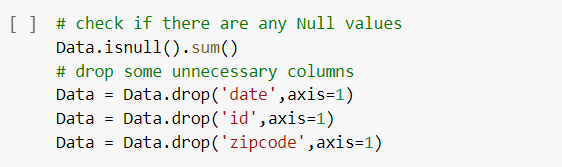 [ ] # check if there are any Null values
Data.isnull().sum()
# drop some unnecessary columns
Data = Data.drop('date',axis=1)
Data = Data.drop('id',axis=1)
Data = Data.drop('zipcode',axis=1)